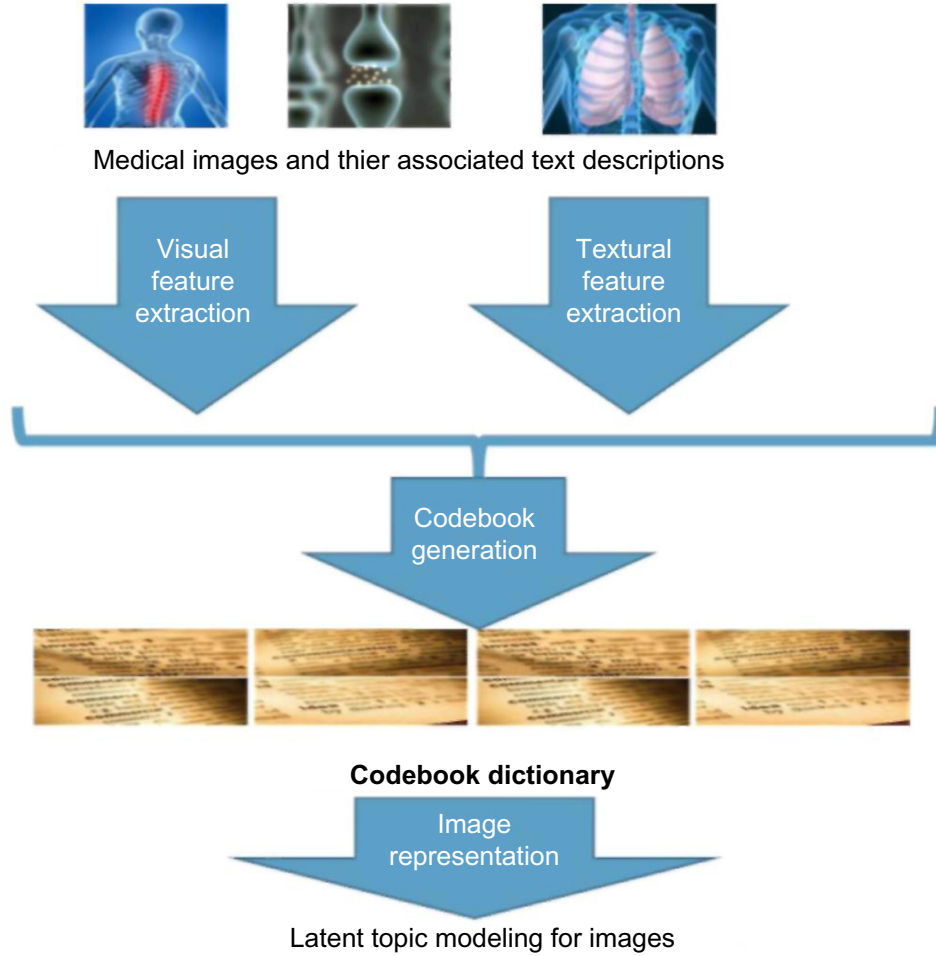 Medical images and thier associated text descriptions
Visual
feature
extraction
Textural
feature
extraction
Codebook
generation
Codebook dictionary
Image
representation
Latent topic modeling for images